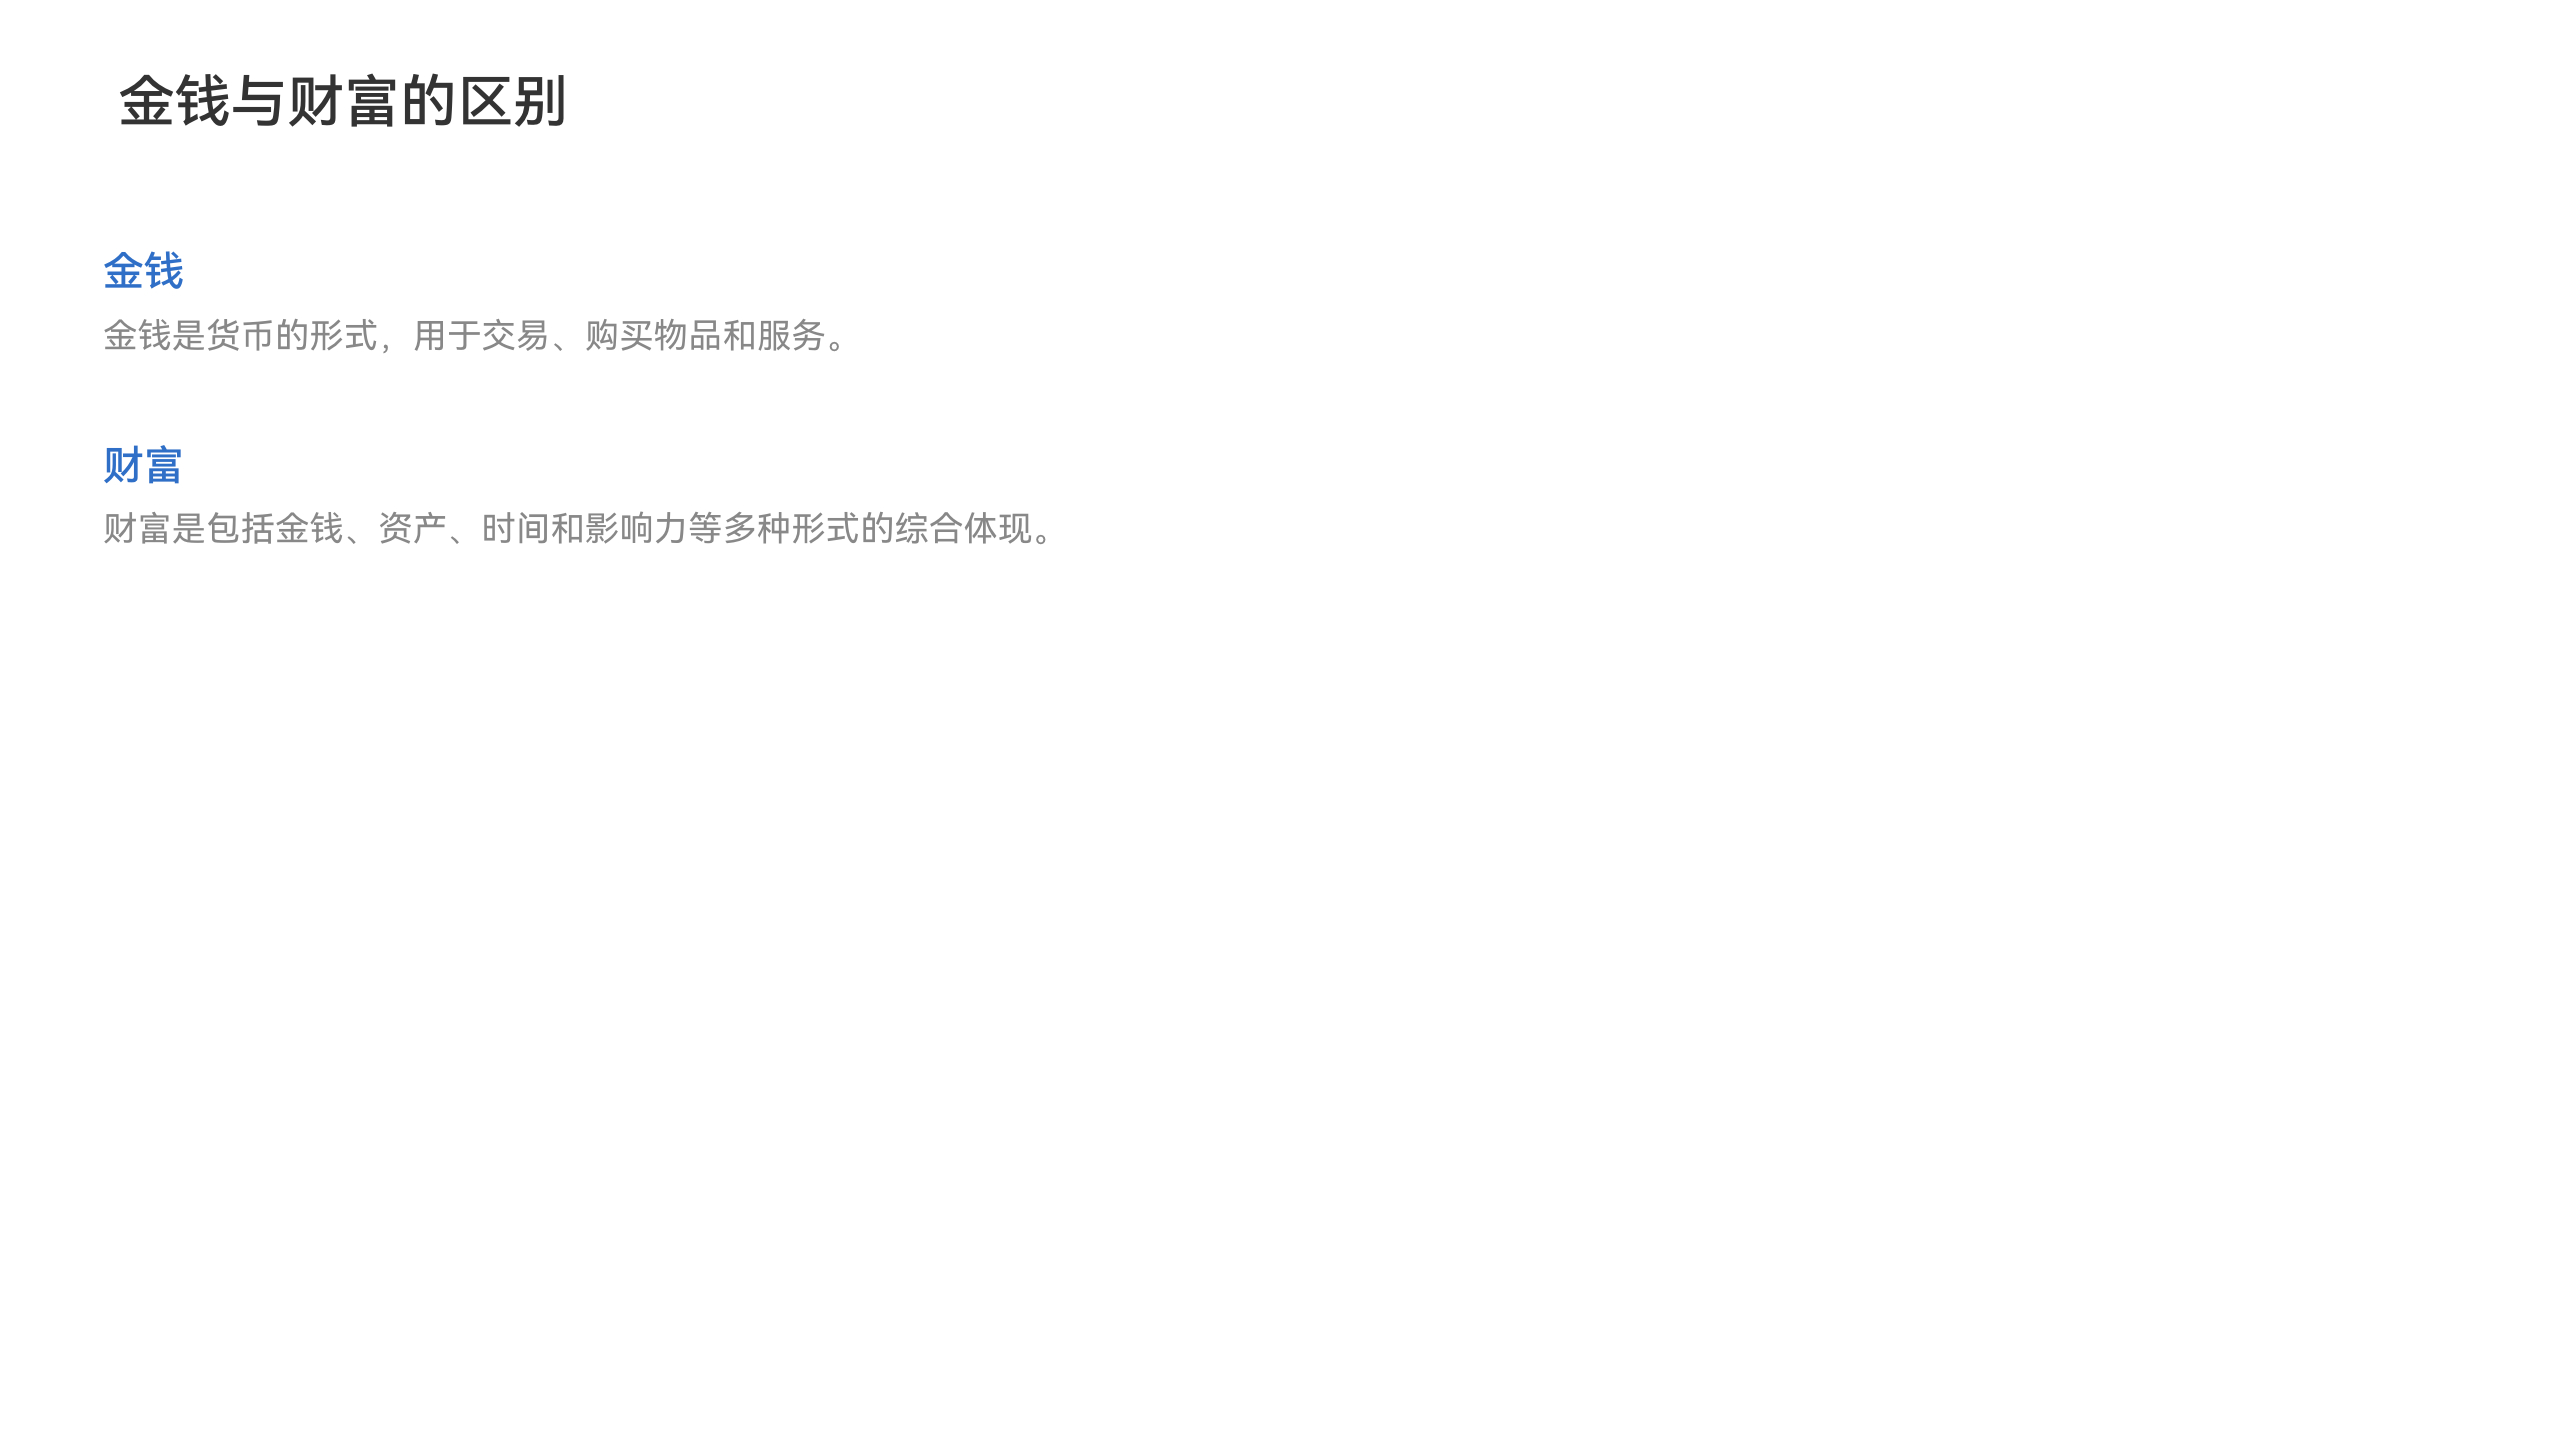 金钱与财富的区别
金钱
金钱是货币的形式，用于交易、购买物品和服务。
财富
财富是包括金钱、资产、时间和影响力等多种形式的综合体现。